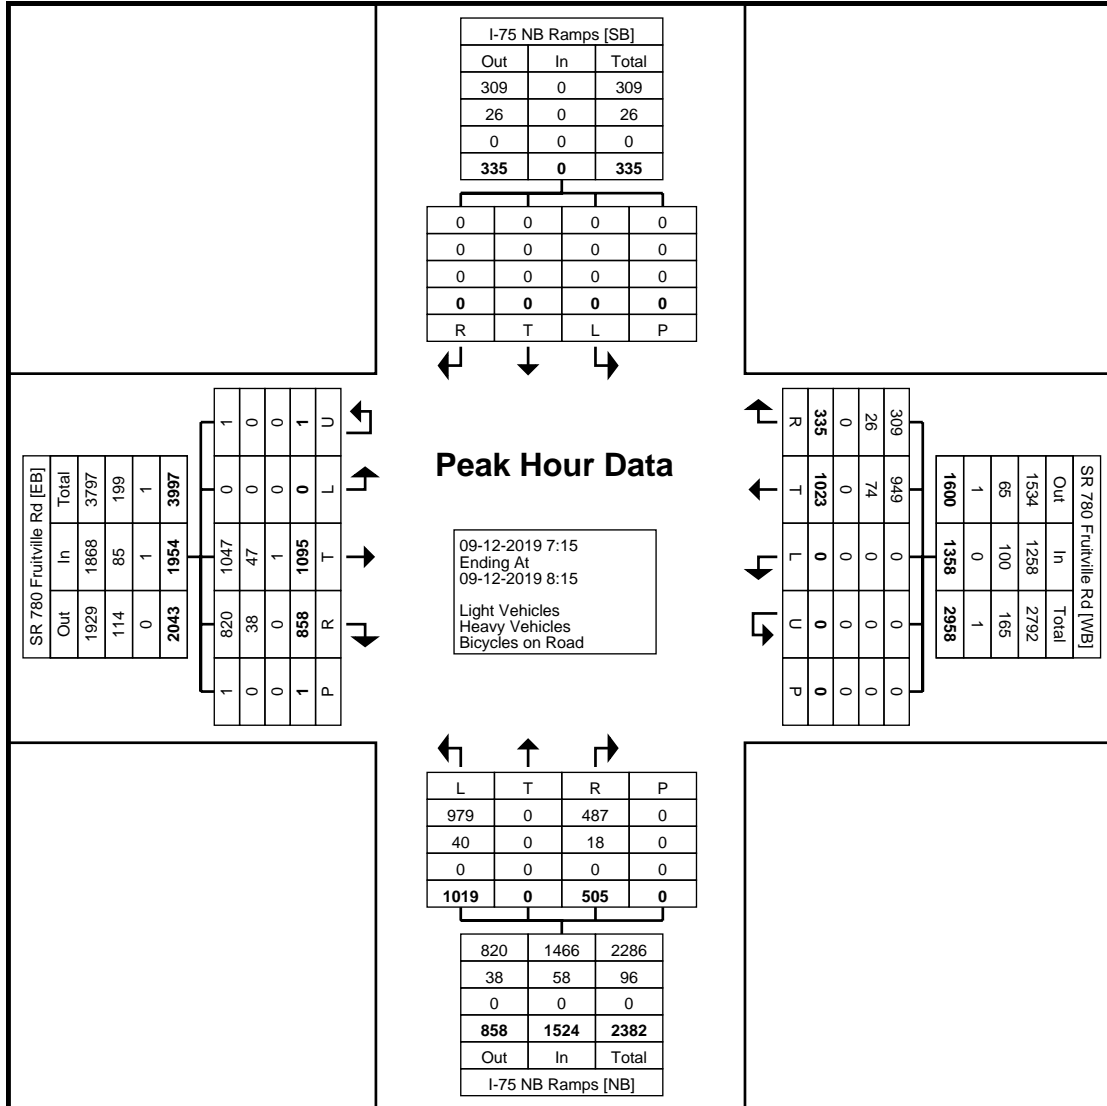 I-75 NB Ramps [SB]
Out In Total
309 0 309
26 0 26
0 0 0
335 0 335
0 0 0 0
0 0 0 0
0 0 0 0
0 0 0 0
R T L P
SR 780 Fruitville Rd [EB]
Total In Out
3797 1868 1929
199 85 114
1 1 0
3997 1954 2043
1 0 1047 820 1
0 0 47 38 0
0 0 1 0 0
1 0 1095 858 1
U L T R P
Peak Hour Data
09-12-2019 7:15
Ending At
09-12-2019 8:15
Light Vehicles
Heavy Vehicles
Bicycles on Road
SR 780 Fruitville Rd [WB]
Out In Total
1534 1258 2792
65 100 165
1 0 1
1600 1358 2958
309 949 0 0 0
26 74 0 0 0
0 0 0 0 0
335 1023 0 0 0
R T L U P
L T R P
979 0 487 0
40 0 18 0
0 0 0 0
1019 0 505 0
820 1466 2286
38 58 96
0 0 0
858 1524 2382
Out In Total
I-75 NB Ramps [NB]